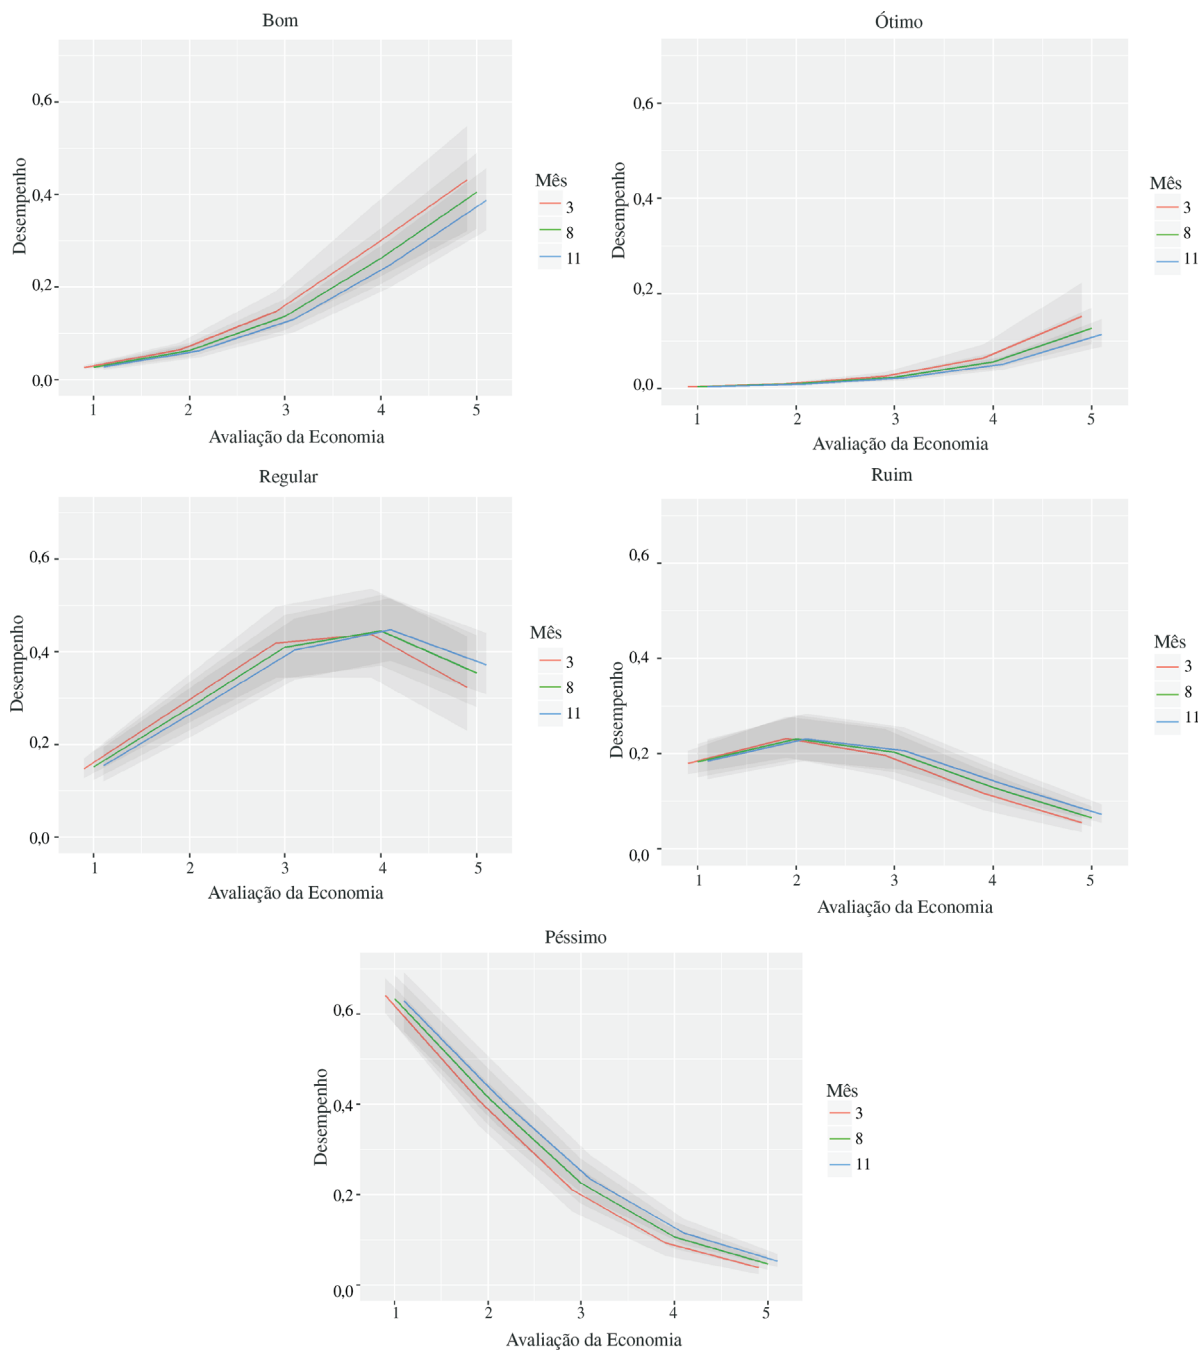 Bom
0,6
0,4
0,2
0,0
Desempenho
1 2 3 4 5
Avaliação da Economia
Mês
3
8
11
Ótimo
0,6
0,4
0,2
0,0
Desempenho
1 2 3 4 5
Avaliação da Economia
Mês
3
8
11
Regular
0,6
0,4
0,2
0,0
Desempenho
1 2 3 4 5
Avaliação da Economia
Mês
3
8
11
Ruim
0,6
0,4
0,2
0,0
Desempenho
1 2 3 4 5
Avaliação da Economia
Mês
3
8
11
Péssimo
0,6
0,4
0,2
0,0
Desempenho
1 2 3 4 5
Avaliação da Economia
Mês
3
8
11